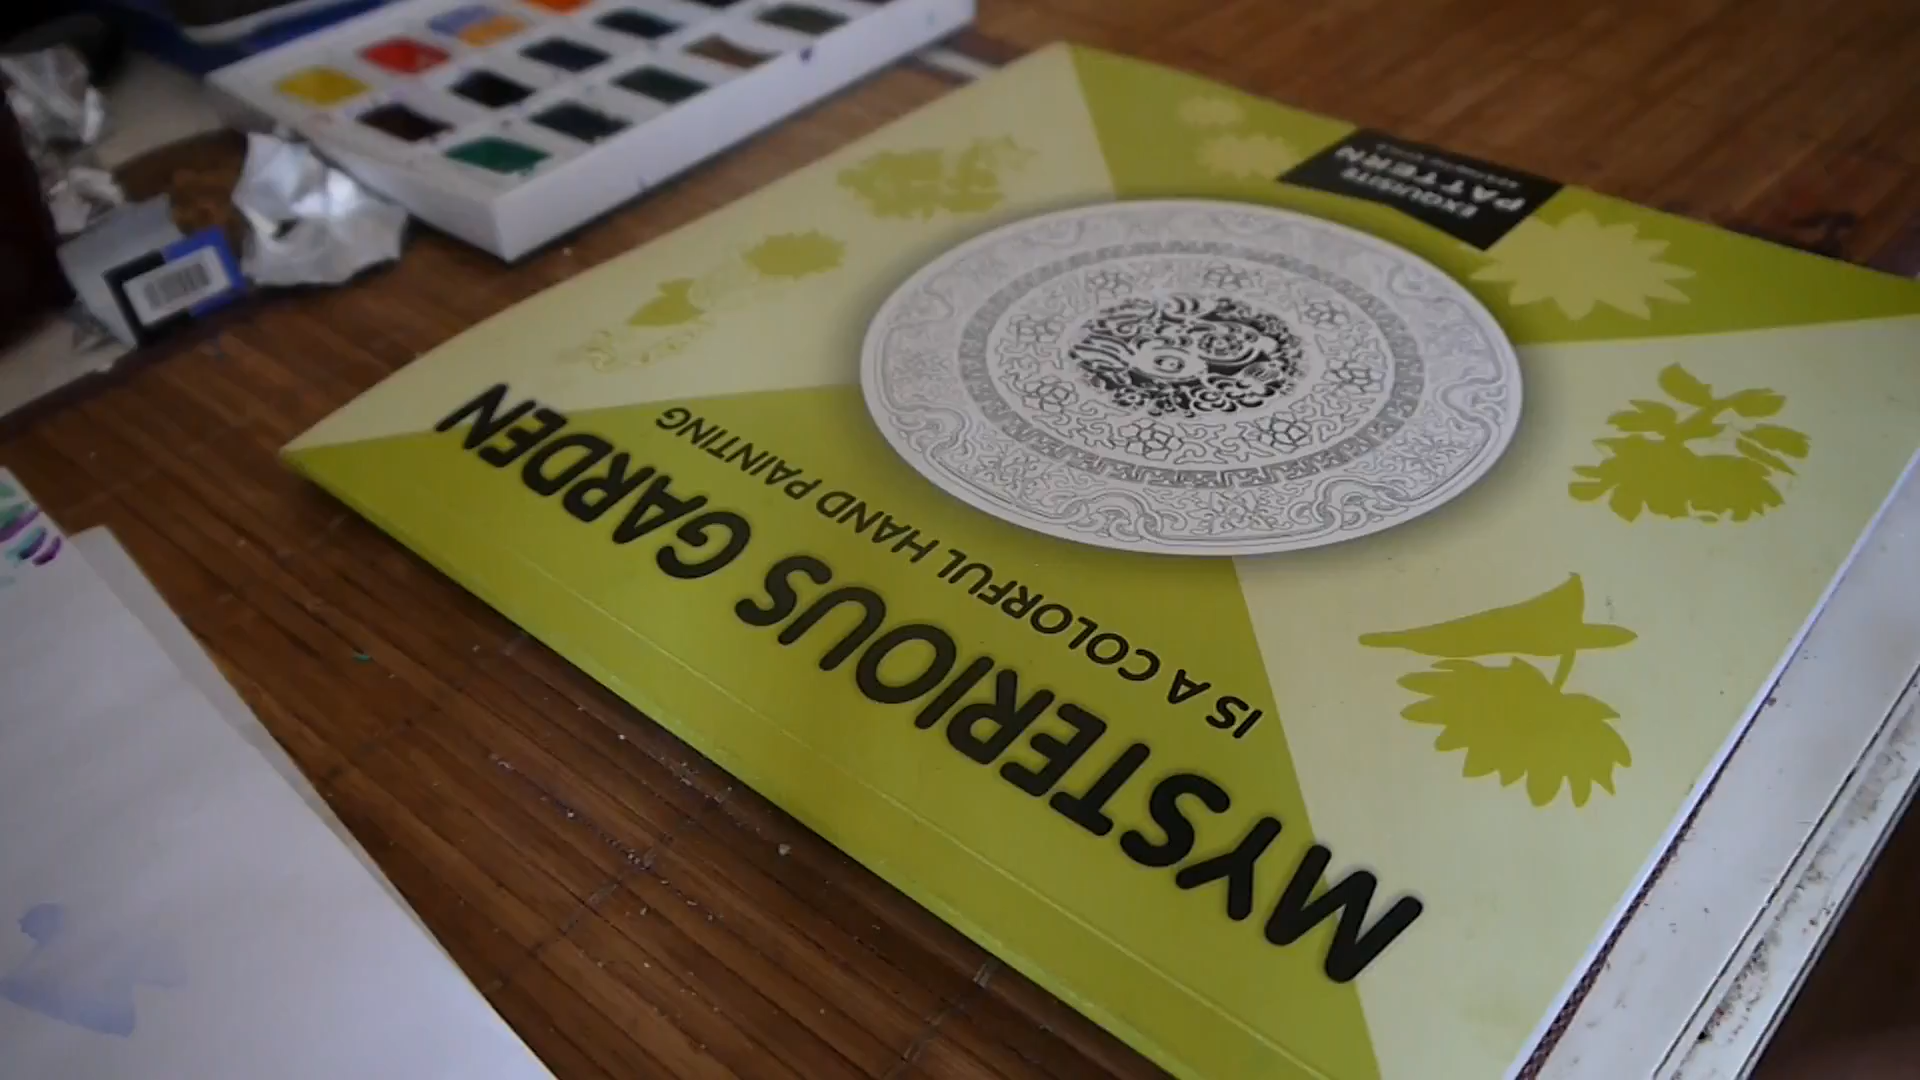 MYSTERIOUS GARDEN
IS A COLORFUL HAND PAINTING
EXQUISITE
PATTERN